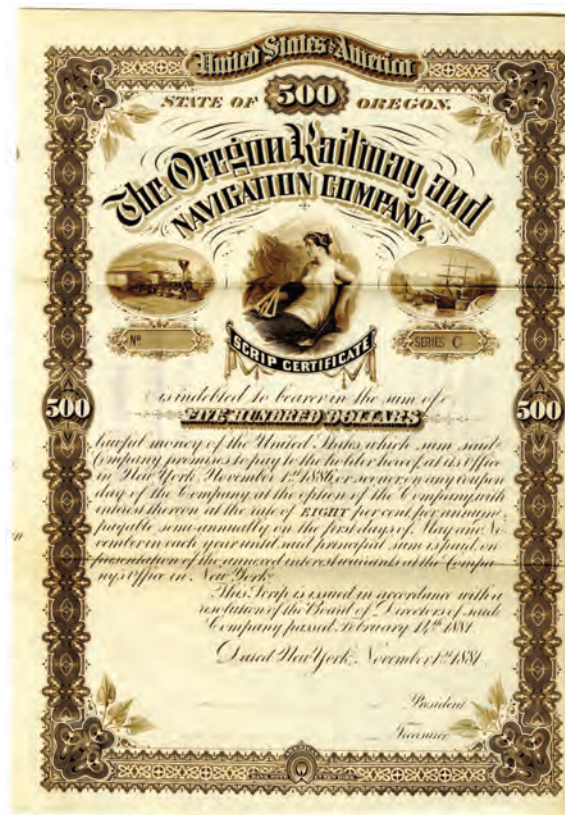 United States of America
STATE OF 500 OREGON.
The Oregon Railway and
NAVIGATION COMPANY,
No
SERIES C
SCRIP CERTIFICATE
is indebted to bearer in the sum of
500
500
FIVE HUNDRED DOLLARS
lawful money of the United States which sum said
Company promises to pay to the holder hereof at its Office
in New York, November 1st 1886, or sooner, on any coupon
day of the Company at the option of the Company, with
interest thereon at the rate of EIGHT per cent. per annum,
payable semi-annually on the first days of May and No
vember in each year until said principal sum is paid, on
presentation of the annexed interest warrants at the Compa
ny's Office in New York.
This Scrip is issued in accordance with a
resolution of the Board of Directors of said
Company passed February 14th 1881.
Dated New York, November 1st 1881
President
Treasurer
AMERICAN
BANK NOTE COMPANY